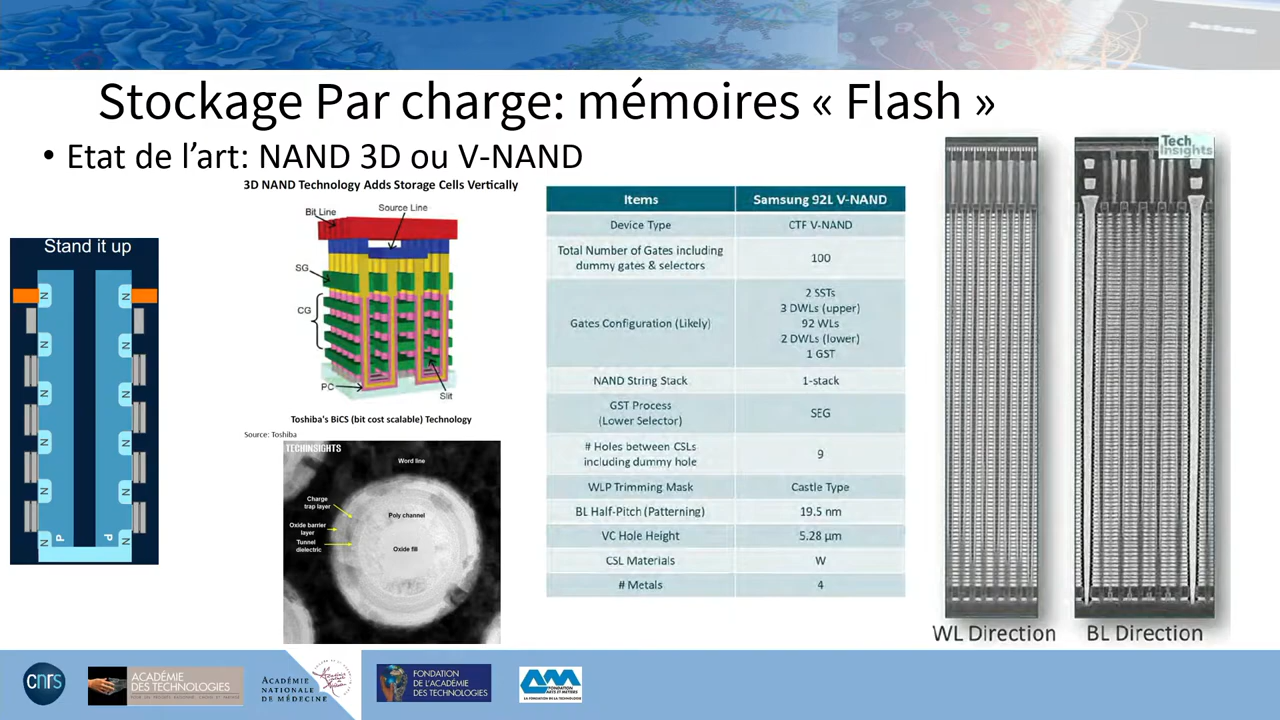 Stockage Par charge: mémoires « Flash »
• Etat de l’art: NAND 3D ou V-NAND
Stand it up
N
N
N
N
N
N
N
N
N
N
N
N
P
P
3D NAND Technology Adds Storage Cells Vertically
Bit Line
Source Line
SG
CG
PC
Slit
Toshiba's BiCS (bit cost scalable) Technology
Source: Toshiba
TECHINSIGHTS
Word line
Charge
trap layer
Poly channel
Oxide barrier
layer
Tunnel
dielectric
Oxide fill
Items Samsung 92L V-NAND
Device Type CTF V-NAND
Total Number of Gates including
dummy gates & selectors
100
Gates Configuration (Likely)
2 SSTs
3 DWLs (upper)
92 WLs
2 DWLs (lower)
1 GST
NAND String Stack 1-stack
GST Process
(Lower Selector)
SEG
# Holes between CSLs
including dummy hole
9
WLP Trimming Mask Castle Type
BL Half-Pitch (Patterning) 19.5 nm
VC Hole Height 5.28 µm
CSL Materials W
# Metals 4
Tech
Insights
WL Direction
BL Direction
cnrs
ACADÉMIE
DES TECHNOLOGIES
ACADÉMIE
NATIONALE
DE MÉDECINE
FONDATION
DE L'ACADÉMIE
DES TECHNOLOGIES
AM
FONDATION
ARTS ET MÉTIERS